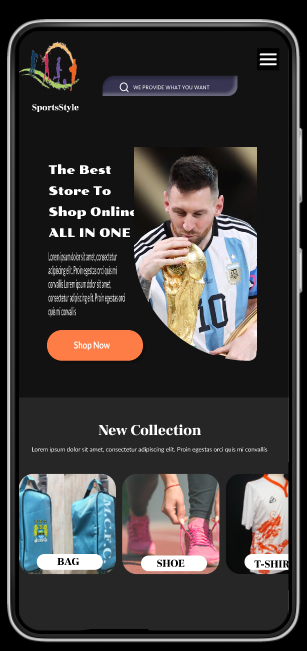 SportsStyle
WE PROVIDE WHAT YOU WANT
The Best
Store To
Shop Online
ALL IN ONE
Lorem ipsum dolor sit amet, consectetur
adipiscing elit. Proin egestas orci quis mi
convallis Lorem ipsum dolor sit amet,
consectetur adipiscing elit. Proin egestas orci
quis mi convallis
10
Shop Now
New Collection
Lorem ipsum dolor sit amet, consectetur adipiscing elit. Proin egestas orci quis mi convallis
M.C.F.C
BAG
SHOE
T-SHIR